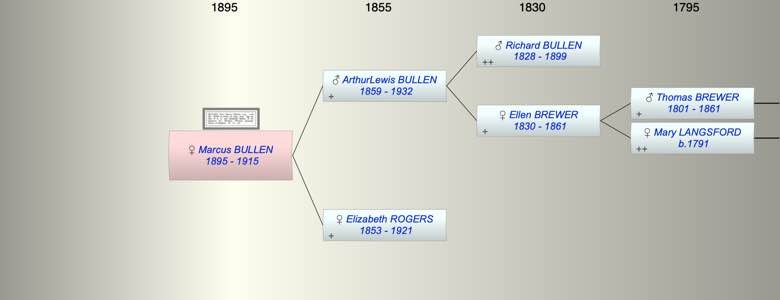 1895 1855 1830 1795
♂ Richard BULLEN
1828 - 1899
++
♂ ArthurLewis BULLEN
1859 - 1932
+
♂ Thomas BREWER
1801 - 1861
+
♀ Ellen BREWER
1830 - 1861
+
♀ Mary LANGSFORD
b.1791
++
♀ Marcus BULLEN
1895 - 1915
♀ Elizabeth ROGERS
1853 - 1921
+